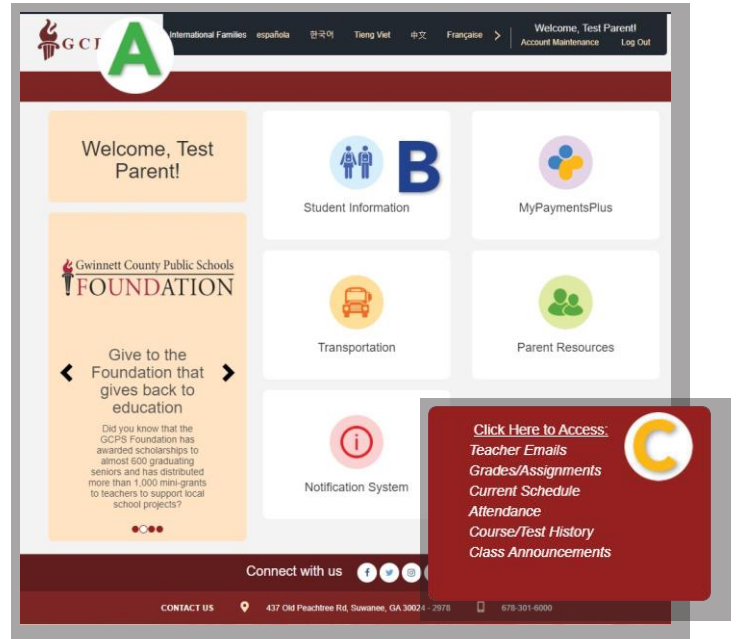 GCP
A
International Families española 한국어 Tieng Viet 中文 Française
Welcome, Test Parent!
Account Maintenance Log Out
Welcome, Test
Parent!
Gwinnett County Public Schools
FOUNDATION
Give to the
Foundation that
gives back to
education
Did you know that the
GCPS Foundation has
awarded scholarships to
almost 600 graduating
seniors and has distributed
more than 1,000 mini-grants
to teachers to support local
school projects?
B
Student Information
MyPaymentsPlus
Transportation
Parent Resources
Notification System
C
Click Here to Access:
Teacher Emails
Grades/Assignments
Current Schedule
Attendance
Course/Test History
Class Announcements
Connect with us
CONTACT US 437 Old Peachtree Rd, Suwanee, GA 30024 - 2978 678-301-6000